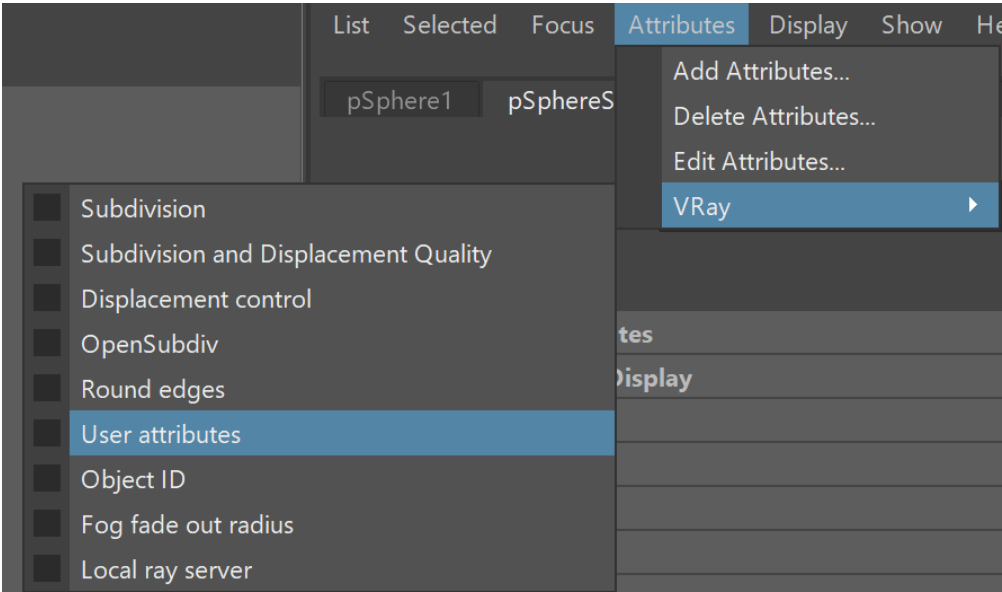 List Selected Focus Attributes Display Show He
pSphere1 pSphereS
Add Attributes...
Delete Attributes...
Edit Attributes...
VRay
Subdivision
Subdivision and Displacement Quality
Displacement control
OpenSubdiv
Round edges
User attributes
Object ID
Fog fade out radius
Local ray server
tes
Display